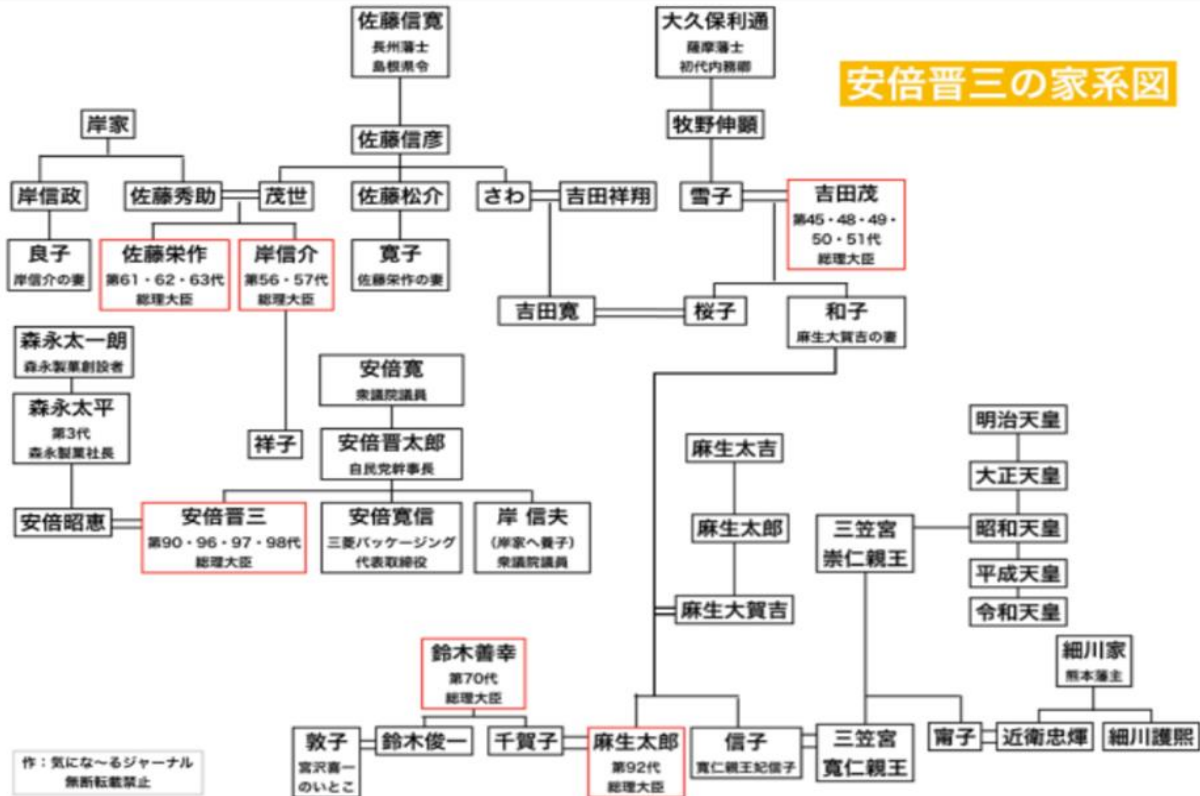 安倍晋三の家系図
佐藤信寛
長州藩士
島根県令
大久保利通
薩摩藩士
初代内務卿
岸家
佐藤信彦
牧野伸顕
岸信政
佐藤秀助
茂世
佐藤松介
さわ
吉田祥翔
雪子
吉田茂
第45・48・49・
50・51代
総理大臣
良子
岸信介の妻
佐藤栄作
第61・62・63代
総理大臣
岸信介
第56・57代
総理大臣
寛子
佐藤栄作の妻
吉田寛
桜子
和子
麻生大賀吉の妻
森永太一朗
森永製菓創設者
森永太平
第3代
森永製菓社長
祥子
安倍寛
衆議院議員
安倍晋太郎
自民党幹事長
麻生太吉
明治天皇
大正天皇
安倍昭恵
安倍晋三
第90・96・97・98代
総理大臣
安倍寛信
三菱パッケージング
代表取締役
岸 信夫
（岸家へ養子）
衆議院議員
麻生太郎
三笠宮
崇仁親王
昭和天皇
平成天皇
令和天皇
麻生大賀吉
鈴木善幸
第70代
総理大臣
細川家
熊本藩主
敦子
宮沢喜一
のいとこ
鈴木俊一
千賀子
麻生太郎
第92代
総理大臣
信子
寛仁親王妃信子
三笠宮
寛仁親王
甯子
近衛忠煇
細川護熙
作：気にな〜るジャーナル
無断転載禁止